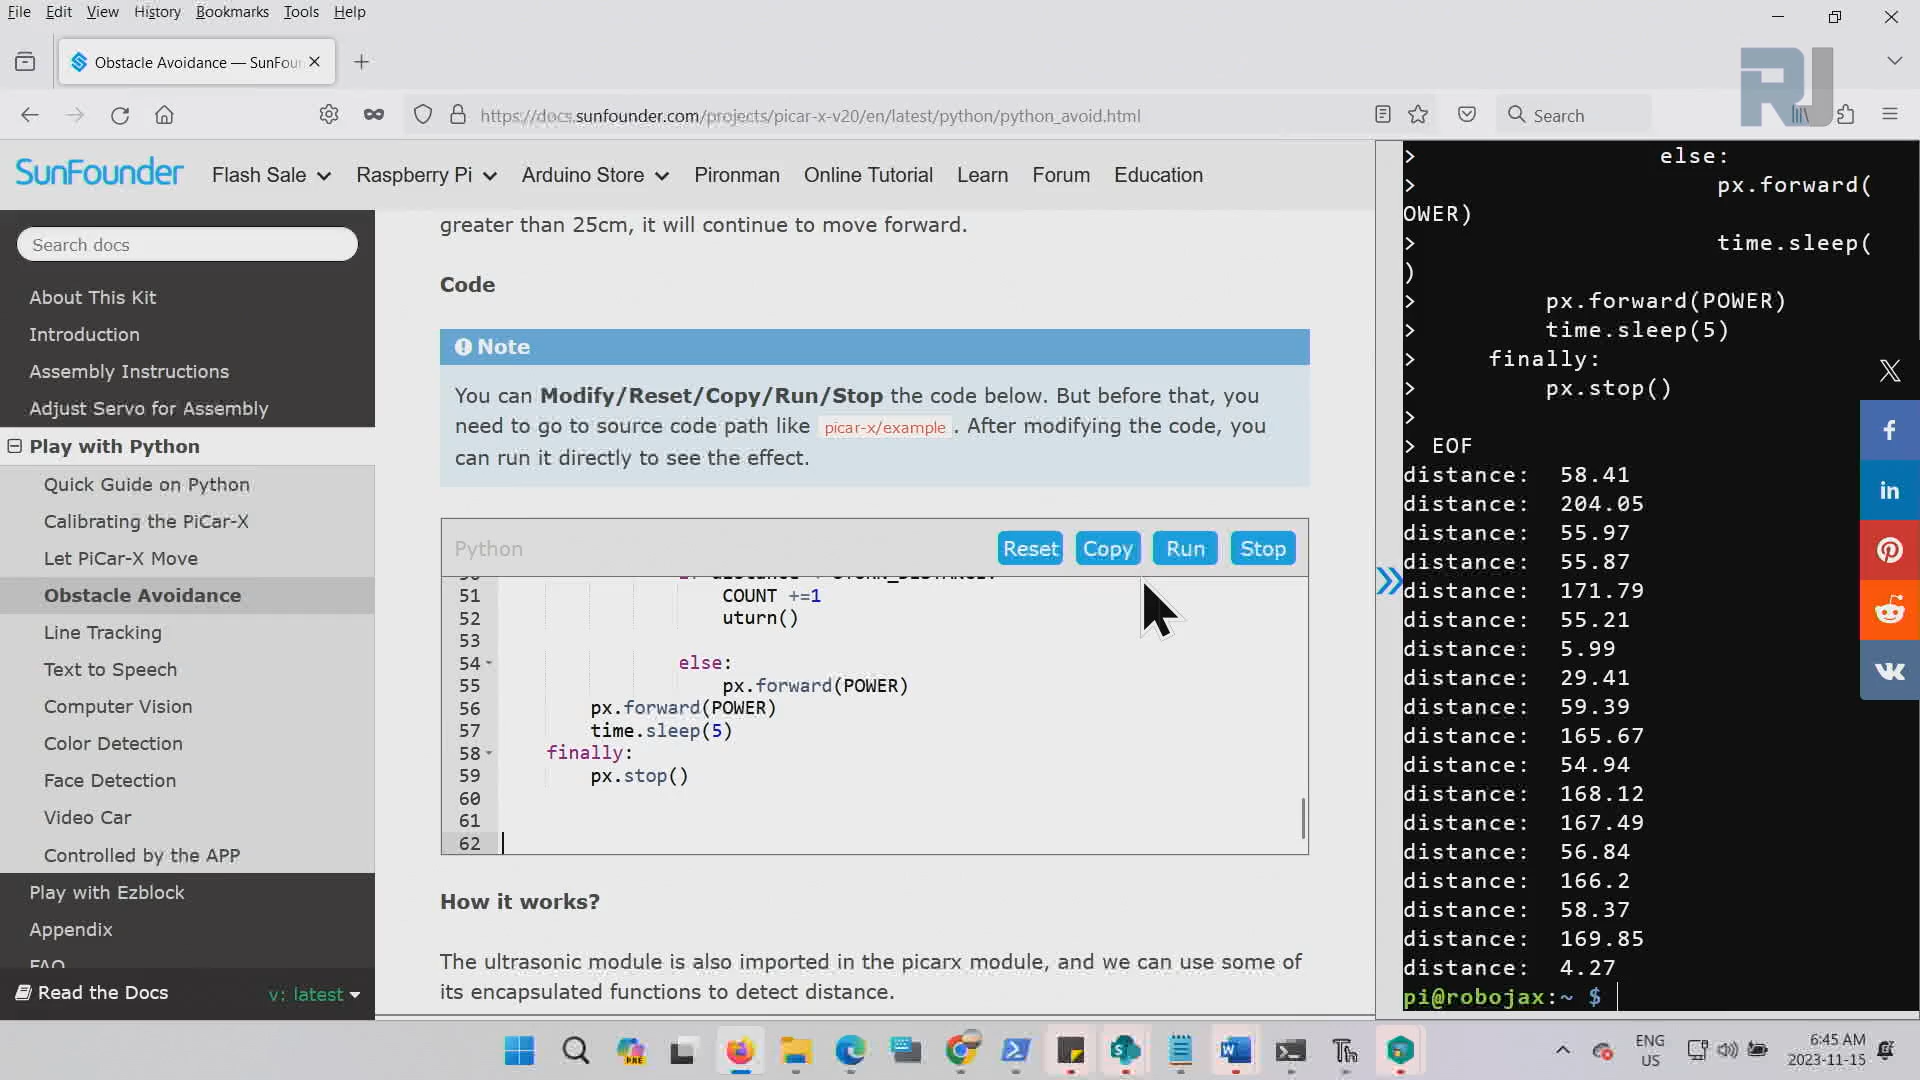 File Edit View History Bookmarks Tools Help
Obstacle Avoidance — SunFoun
RJ
https://docs.sunfounder.com/projects/picar-x-v20/en/latest/python/python_avoid.html
Search
SunFounder
Flash Sale Raspberry Pi Arduino Store Pironman Online Tutorial Learn Forum Education
Search docs
About This Kit
Introduction
Assembly Instructions
Adjust Servo for Assembly
Play with Python
Quick Guide on Python
Calibrating the PiCar-X
Let PiCar-X Move
Obstacle Avoidance
Line Tracking
Text to Speech
Computer Vision
Color Detection
Face Detection
Video Car
Controlled by the APP
Play with Ezblock
Appendix
FAQ
Read the Docs v: latest
greater than 25cm, it will continue to move forward.
Code
Note
You can Modify/Reset/Copy/Run/Stop the code below. But before that, you
need to go to source code path like picar-x/example . After modifying the code, you
can run it directly to see the effect.
Python Reset Copy Run Stop
51 COUNT +=1
52 uturn()
53
54 else:
55 px.forward(POWER)
56 px.forward(POWER)
57 time.sleep(5)
58 finally:
59 px.stop()
60
61
62
How it works?
The ultrasonic module is also imported in the picarx module, and we can use some of
its encapsulated functions to detect distance.
> else:
> px.forward(
OWER)
> time.sleep(
)
> px.forward(POWER)
> time.sleep(5)
> finally:
> px.stop()
>
> EOF
distance: 58.41
distance: 204.05
distance: 55.97
distance: 55.87
distance: 171.79
distance: 55.21
distance: 5.99
distance: 29.41
distance: 59.39
distance: 165.67
distance: 54.94
distance: 168.12
distance: 167.49
distance: 56.84
distance: 166.2
distance: 58.37
distance: 169.85
distance: 4.27
pi@robojax:~ $
ENG
US
6:45 AM
2023-11-15